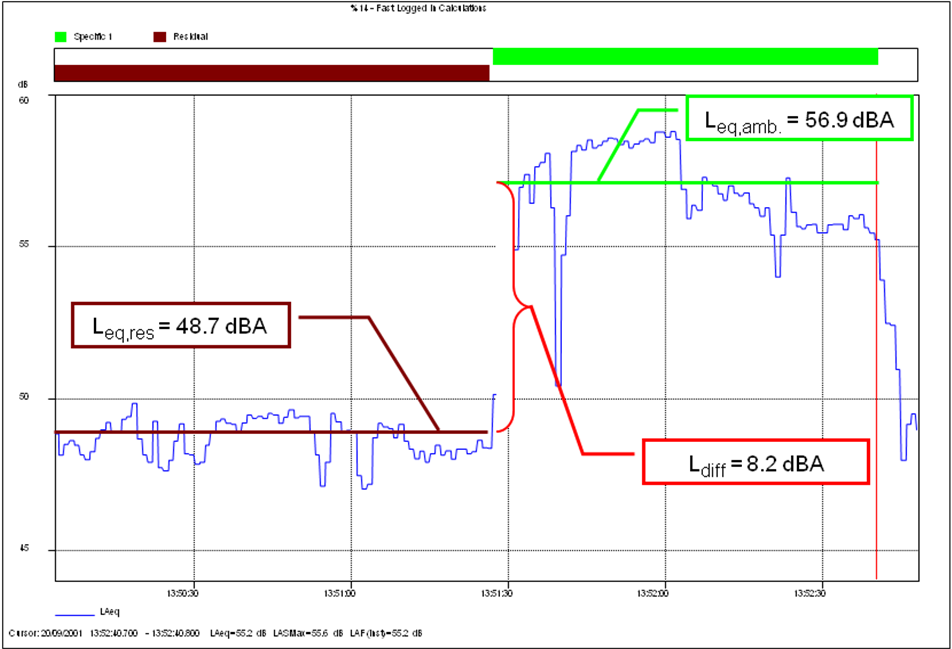 %14 - Fast Logged in Calculations
Specific 1 Residual
dB
60
L eq,amb. = 56.9 dBA
55
L eq,res = 48.7 dBA
50
L diff = 8.2 dBA
45
13:50:30 13:51:00 13:51:30 13:52:00 13:52:30
LAeq
Cursor: 20/09/2001 13:52:40.700 - 13:52:40.800 LAeq=55.2 dB LASMax=55.6 dB LAF(Inst)=55.2 dB